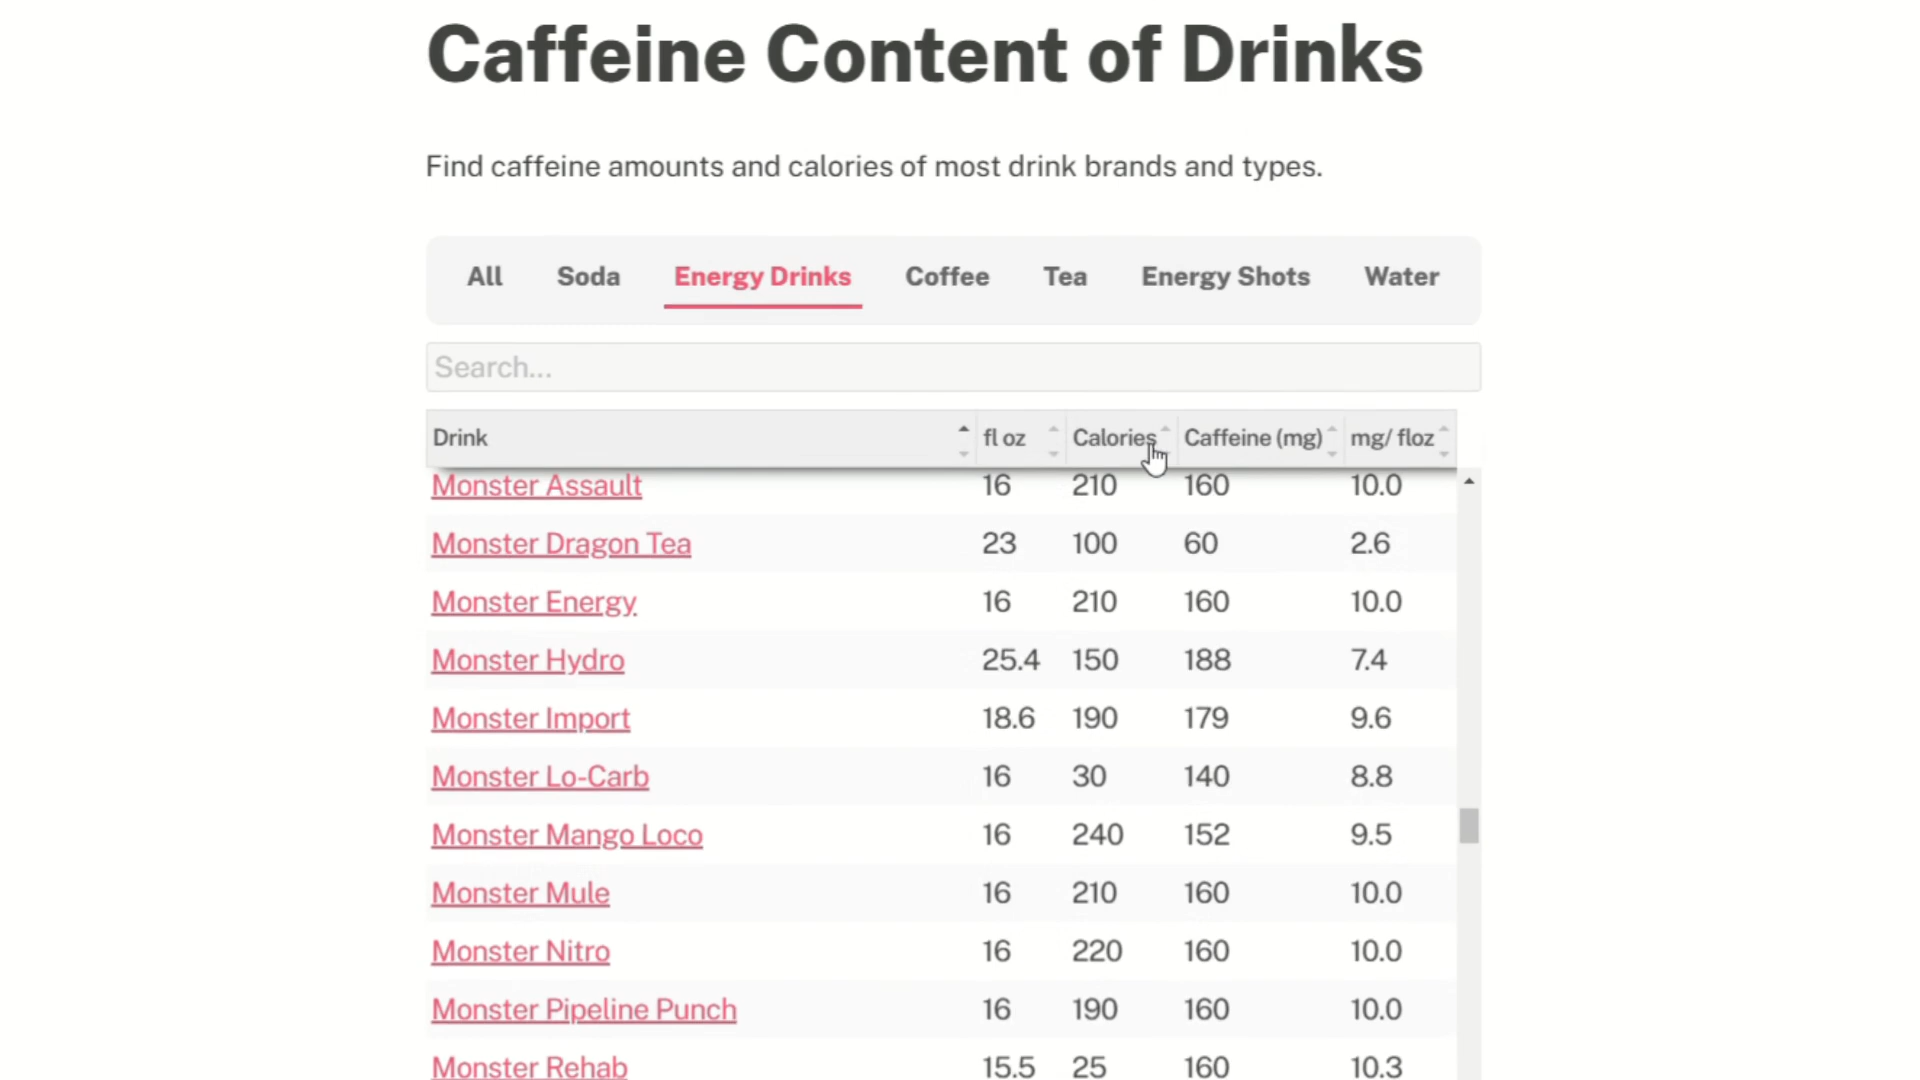 Caffeine Content of Drinks
Find caffeine amounts and calories of most drink brands and types.
All Soda Energy Drinks Coffee Tea Energy Shots Water
Search...
Drink fl oz Calories Caffeine (mg) mg/ floz
Monster Assault 16 210 160 10.0
Monster Dragon Tea 23 100 60 2.6
Monster Energy 16 210 160 10.0
Monster Hydro 25.4 150 188 7.4
Monster Import 18.6 190 179 9.6
Monster Lo-Carb 16 30 140 8.8
Monster Mango Loco 16 240 152 9.5
Monster Mule 16 210 160 10.0
Monster Nitro 16 220 160 10.0
Monster Pipeline Punch 16 190 160 10.0
Monster Rehab 15.5 25 160 10.3